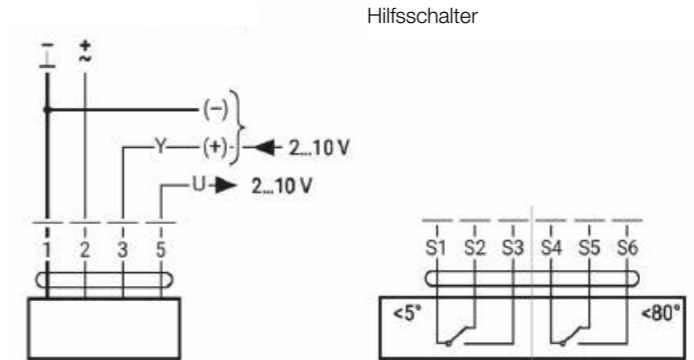 Hilfsschalter
– +
⊥ ~
(–)
Y (+) 2...10 V
U 2...10 V
1 2 3 5
S1 S2 S3 S4 S5 S6
<5° <80°